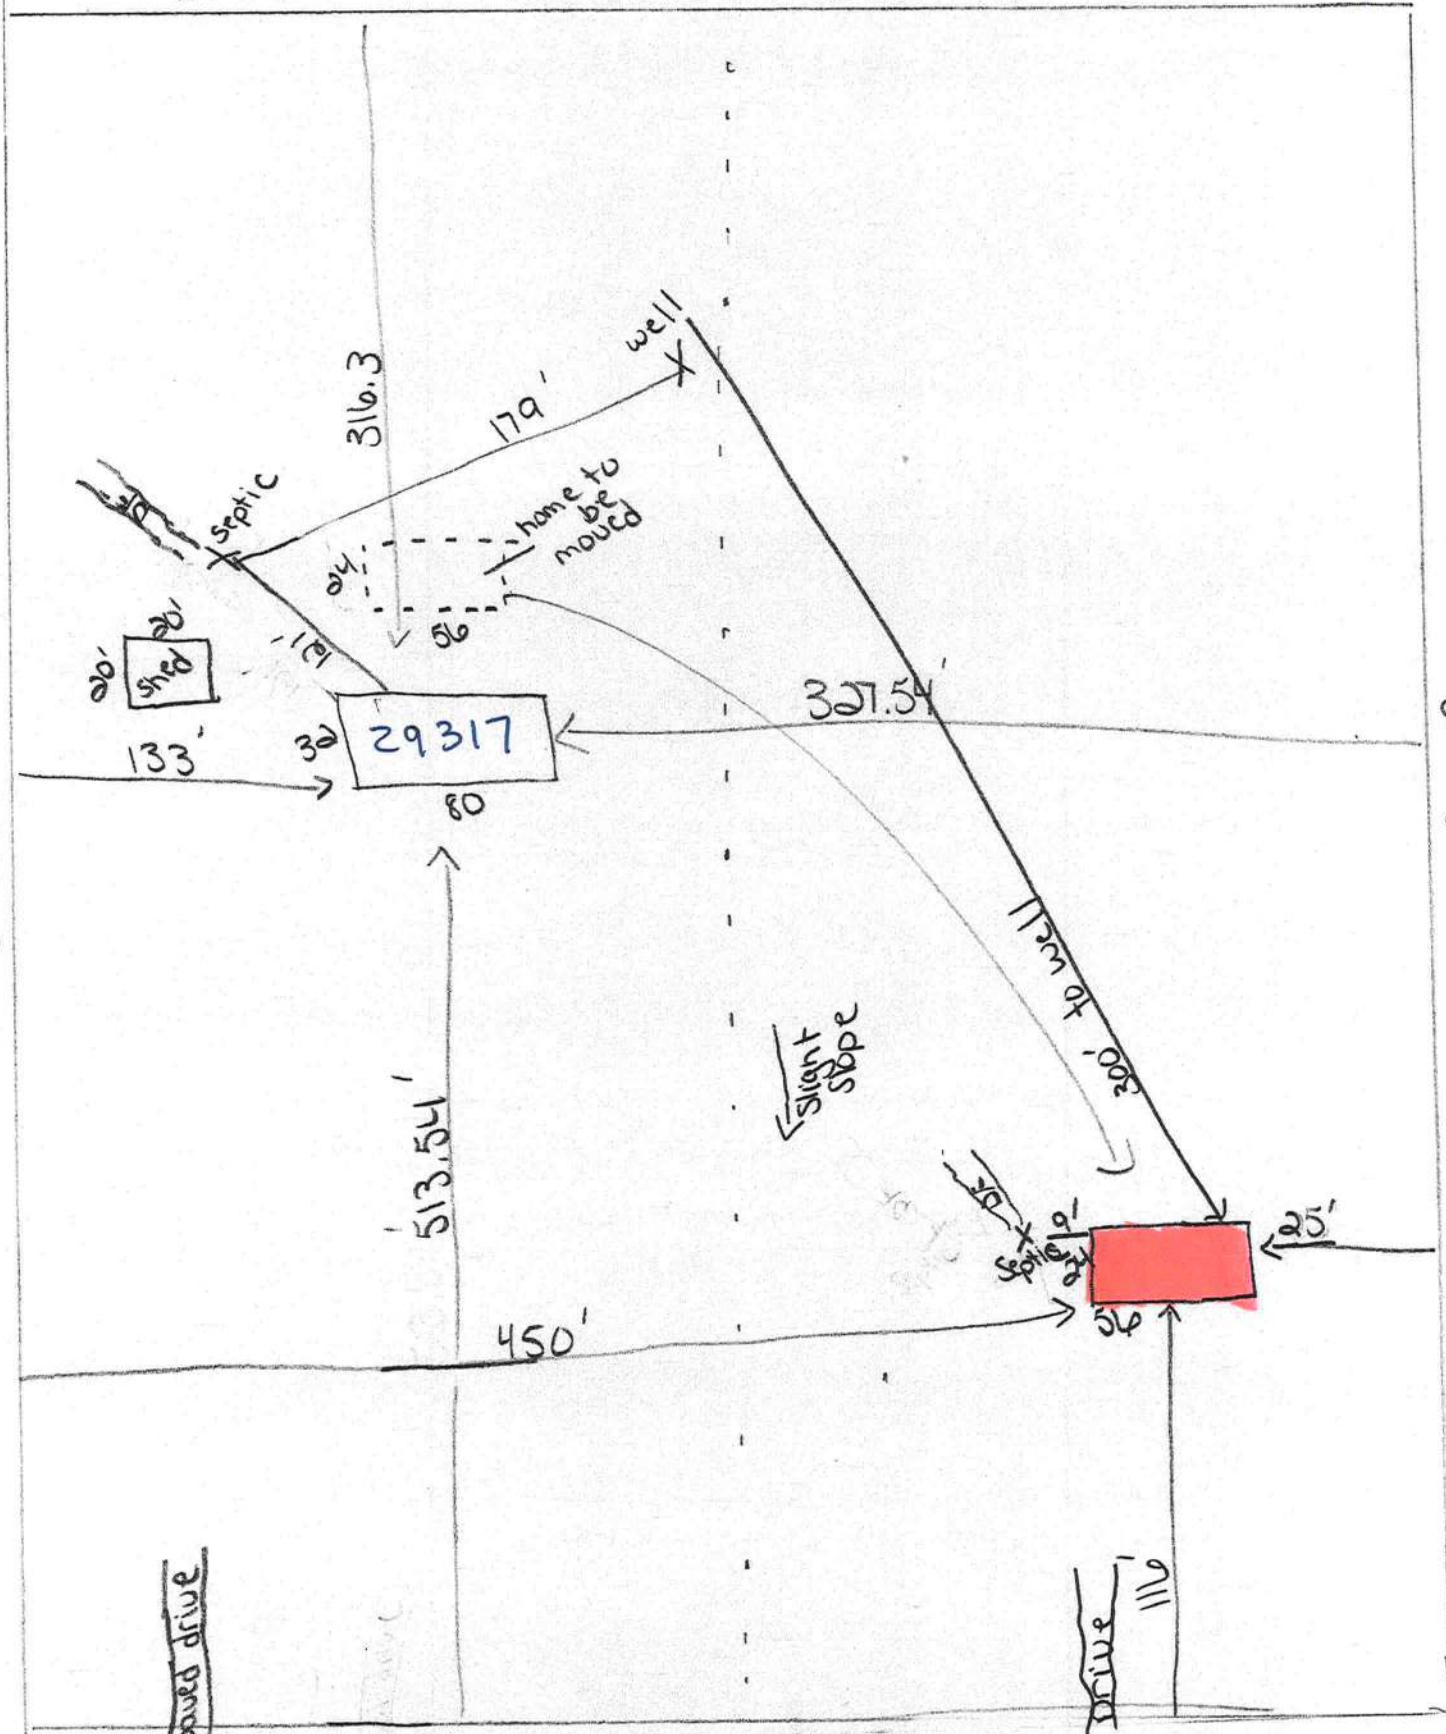 well
316.3
179'
septic
home to
be
moved
24'
56
20'
20'
shed
121'
327.54'
32
29317
133'
80
300' to well
slight
slope
513.54'
DF
9'
25'
septic
56
450'
paved drive
Drive
116'